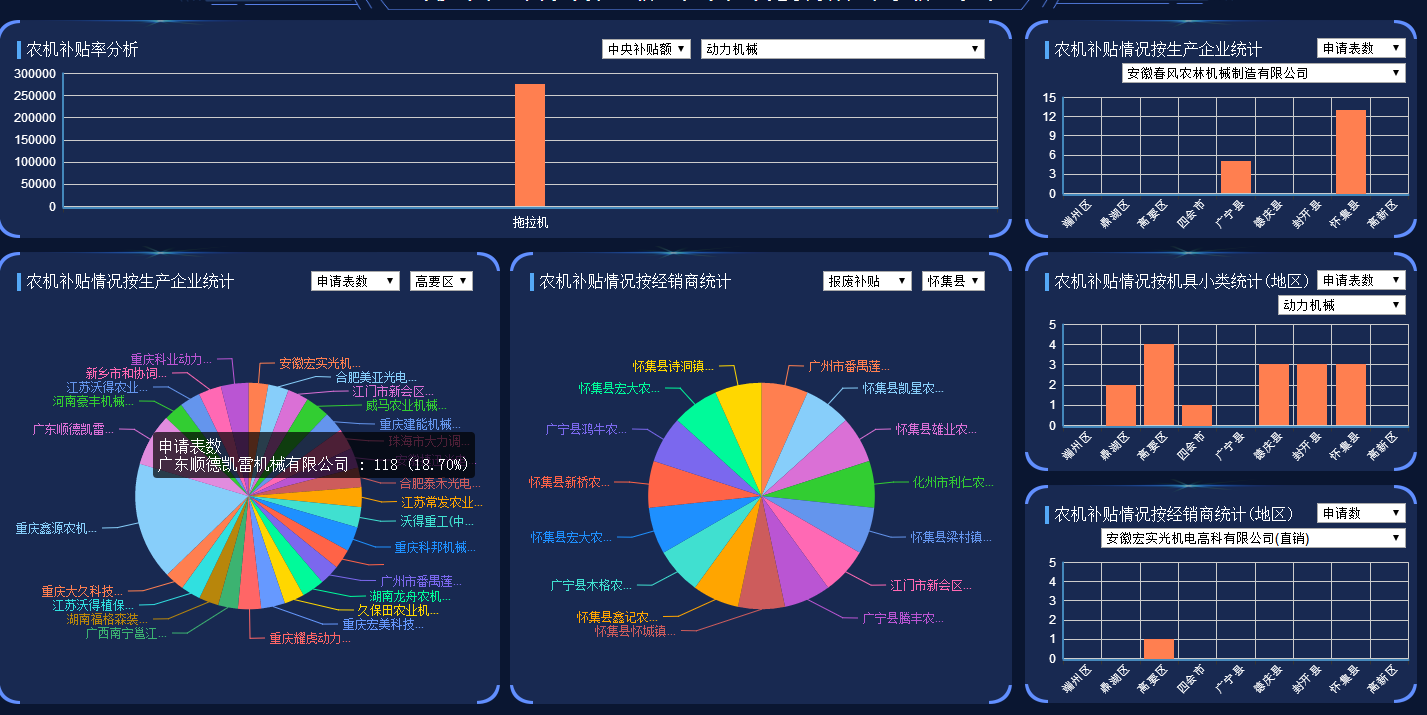 农机补贴率分析
中央补贴额
动力机械
300000
250000
200000
150000
100000
50000
0
拖拉机
农机补贴情况按生产企业统计
申请表数
安徽春风农林机械制造有限公司
15
12
9
6
3
0
端州区
鼎湖区
高要区
四会市
广宁县
德庆县
封开县
怀集县
高新区
农机补贴情况按生产企业统计
申请表数
高要区
重庆科业动力...
新乡市和协饲...
江苏沃得农业...
河南豪丰机械...
广东顺德凯雷...
重庆鑫源农机...
重庆大久科技...
江苏沃得植保...
湖南福格森装...
广西南宁邕江...
安徽宏实光机...
合肥美亚光电...
江门市新会区...
威马农业机械...
重庆建能机械...
珠海市大力调...
申请表数
广东顺德凯雷机械有限公司 : 118 (18.70%)
合肥泰禾光电...
江苏常发农业...
沃得重工(中...
重庆科邦机械...
广州市番禺莲...
湖南龙舟农机...
久保田农业机...
重庆宏美科技...
重庆耀虎动力...
农机补贴情况按经销商统计
报废补贴
怀集县
怀集县诗洞镇...
怀集县宏大农...
广宁县鸿牛农...
怀集县新桥农...
怀集县宏大农...
广宁县木格农...
怀集县鑫记农...
怀集县怀城镇...
广州市番禺莲...
怀集县凯星农...
怀集县雄业农...
化州市利仁农...
怀集县梁村镇...
江门市新会区...
广宁县腾丰农...
农机补贴情况按机具小类统计(地区)
申请表数
动力机械
5
4
3
2
1
0
端州区
鼎湖区
高要区
四会市
广宁县
德庆县
封开县
怀集县
高新区
农机补贴情况按经销商统计(地区)
申请数
安徽宏实光机电高科有限公司(直销)
5
4
3
2
1
0
端州区
鼎湖区
高要区
四会市
广宁县
德庆县
封开县
怀集县
高新区